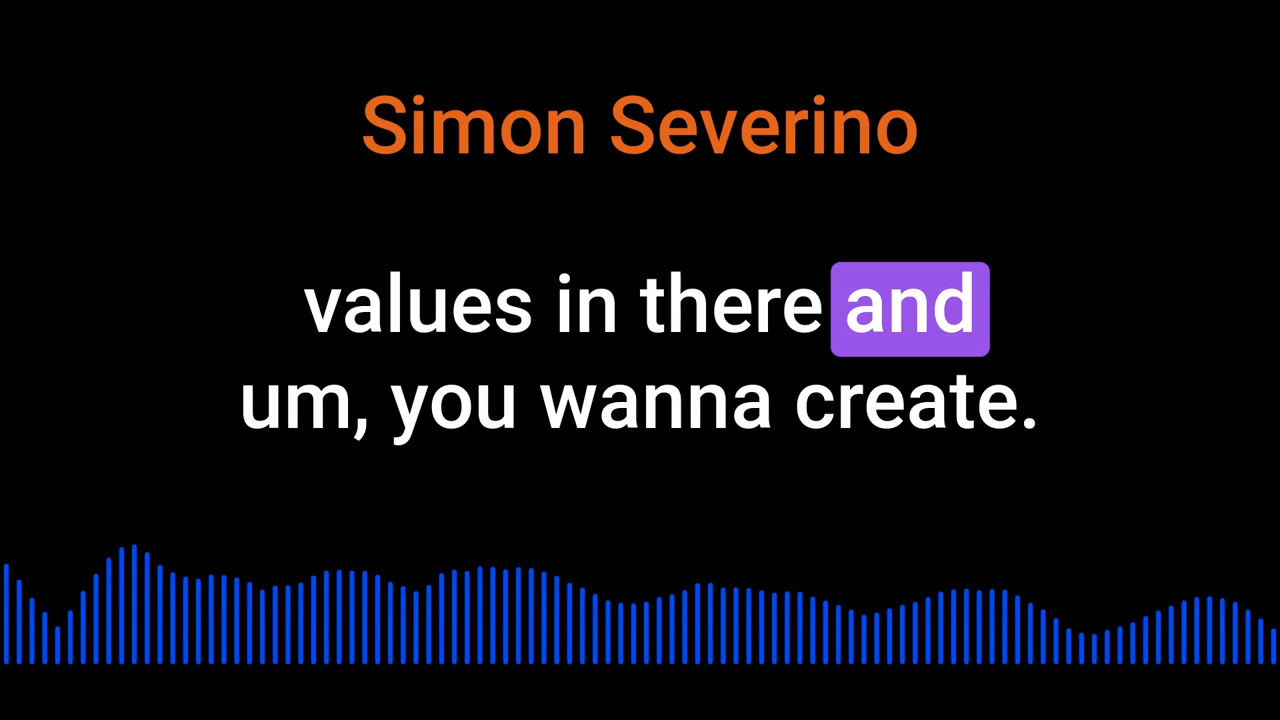 Simon Severino
values in there and
um, you wanna create.